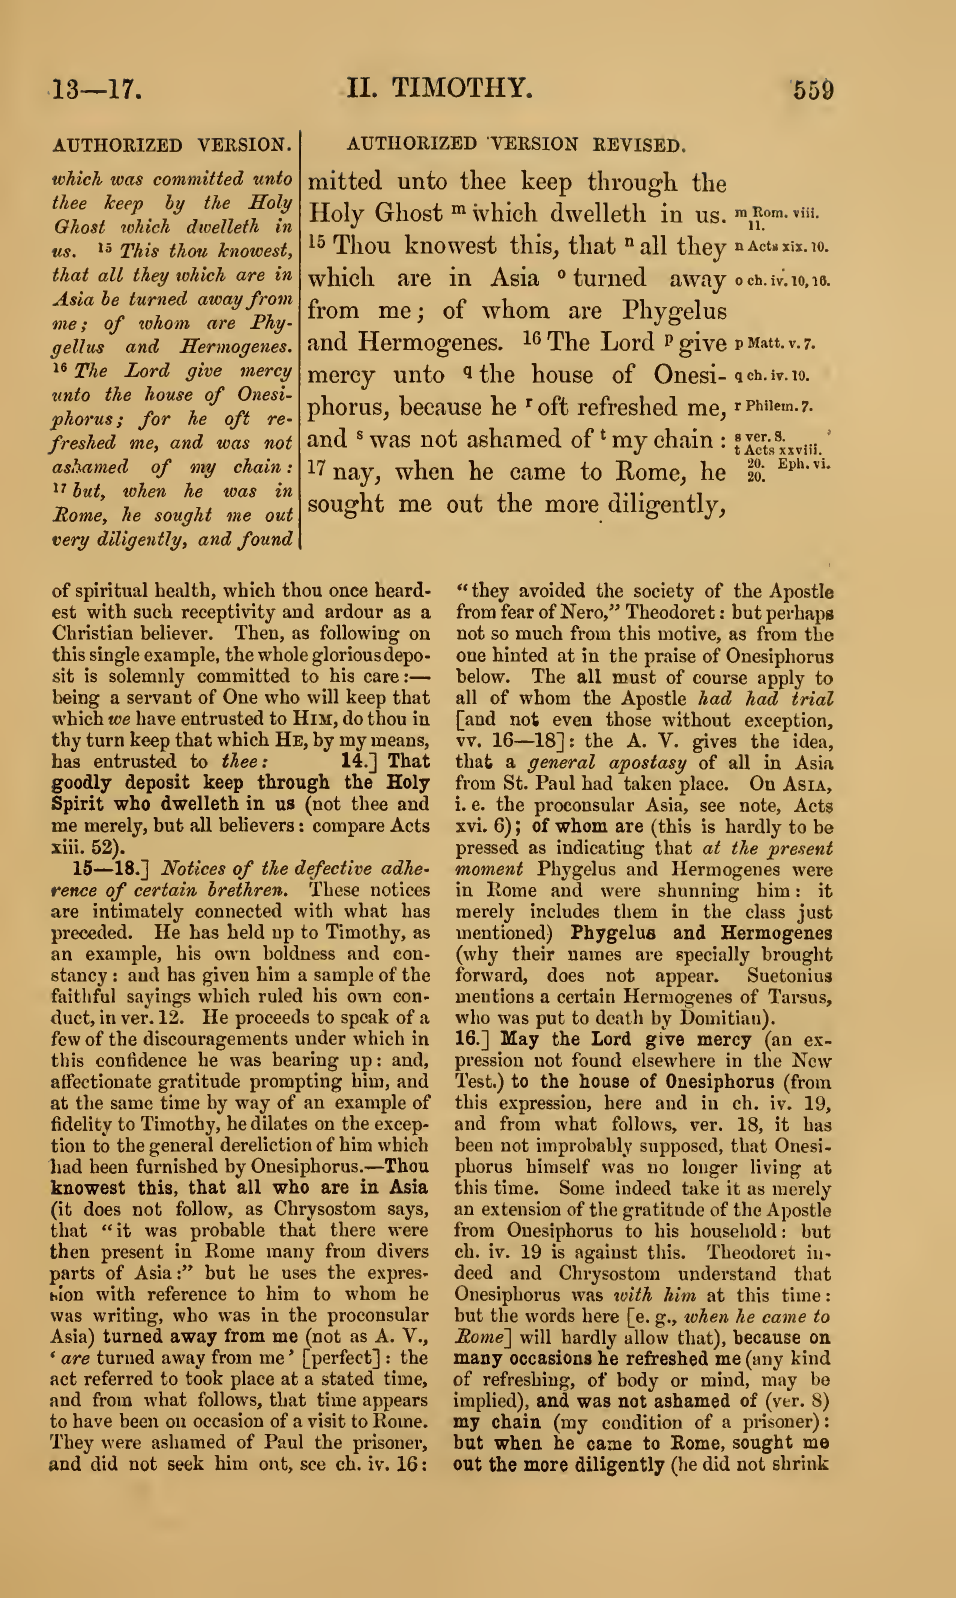 13—17.
II. TIMOTHY.
559
AUTHORIZED VERSION.
which was committed unto
thee keep by the Holy
Ghost which dwelleth in
us. 15 This thou knowest,
that all they which are in
Asia be turned away from
me; of whom are Phy-
gellus and Hermogenes.
16 The Lord give mercy
unto the house of Onesi-
phorus; for he oft re-
freshed me, and was not
ashamed of my chain:
17 but, when he was in
Rome, he sought me out
very diligently, and found
AUTHORIZED VERSION REVISED.
mitted unto thee keep through the
Holy Ghost m which dwelleth in us.
15 Thou knowest this, that n all they
which are in Asia o turned away
from me; of whom are Phygelus
and Hermogenes. 16 The Lord p give
mercy unto q the house of Onesi-
phorus, because he r oft refreshed me,
and s was not ashamed of t my chain:
17 nay, when he came to Rome, he
sought me out the more diligently,
m Rom. viii.
11.
n Acts xix. 10.
o ch. iv. 10, 16.
p Matt. v. 7.
q ch. iv. 19.
r Philem. 7.
s ver. 8.
t Acts xxviii.
20. Eph. vi.
20.
of spiritual health, which thou once heard-
est with such receptivity and ardour as a
Christian believer. Then, as following on
this single example, the whole glorious depo-
sit is solemnly committed to his care:—
being a servant of One who will keep that
which we have entrusted to HIM, do thou in
thy turn keep that which HE, by my means,
has entrusted to thee: 14.] That
goodly deposit keep through the Holy
Spirit who dwelleth in us (not thee and
me merely, but all believers: compare Acts
xiii. 52).
15—18.] Notices of the defective adhe-
rence of certain brethren. These notices
are intimately connected with what has
preceded. He has held up to Timothy, as
an example, his own boldness and con-
stancy: and has given him a sample of the
faithful sayings which ruled his own con-
duct, in ver. 12. He proceeds to speak of a
few of the discouragements under which in
this confidence he was bearing up: and,
affectionate gratitude prompting him, and
at the same time by way of an example of
fidelity to Timothy, he dilates on the excep-
tion to the general dereliction of him which
had been furnished by Onesiphorus.—Thou
knowest this, that all who are in Asia
(it does not follow, as Chrysostom says,
that "it was probable that there were
then present in Rome many from divers
parts of Asia:" but he uses the expres-
sion with reference to him to whom he
was writing, who was in the proconsular
Asia) turned away from me (not as A. V.,
'are turned away from me' [perfect]: the
act referred to took place at a stated time,
and from what follows, that time appears
to have been on occasion of a visit to Rome.
They were ashamed of Paul the prisoner,
and did not seek him out, see ch. iv. 16:
"they avoided the society of the Apostle
from fear of Nero," Theodoret: but perhaps
not so much from this motive, as from the
one hinted at in the praise of Onesiphorus
below. The all must of course apply to
all of whom the Apostle had had trial
[and not even those without exception,
vv. 16—18]: the A. V. gives the idea,
that a general apostasy of all in Asia
from St. Paul had taken place. On ASIA,
i. e. the proconsular Asia, see note, Acts
xvi. 6); of whom are (this is hardly to be
pressed as indicating that at the present
moment Phygelus and Hermogenes were
in Rome and were shunning him: it
merely includes them in the class just
mentioned) Phygelus and Hermogenes
(why their names are specially brought
forward, does not appear. Suetonius
mentions a certain Hermogenes of Tarsus,
who was put to death by Domitian).
16.] May the Lord give mercy (an ex-
pression not found elsewhere in the New
Test.) to the house of Onesiphorus (from
this expression, here and in ch. iv. 19,
and from what follows, ver. 18, it has
been not improbably supposed, that Onesi-
phorus himself was no longer living at
this time. Some indeed take it as merely
an extension of the gratitude of the Apostle
from Onesiphorus to his household: but
ch. iv. 19 is against this. Theodoret in-
deed and Chrysostom understand that
Onesiphorus was with him at this time:
but the words here [e. g., when he came to
Rome] will hardly allow that), because on
many occasions he refreshed me (any kind
of refreshing, of body or mind, may be
implied), and was not ashamed of (ver. 8)
my chain (my condition of a prisoner):
but when he came to Rome, sought me
out the more diligently (he did not shrink